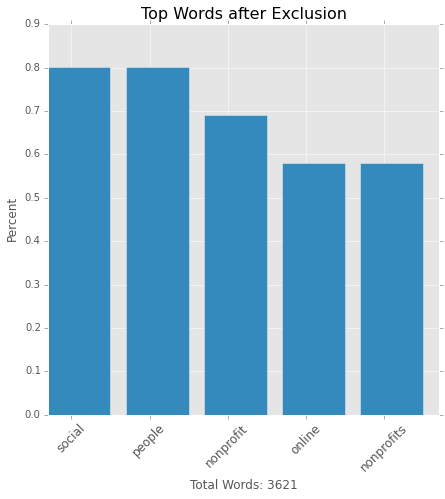 Top Words after Exclusion
0.9
0.8
0.7
0.6
0.5
0.4
0.3
0.2
0.1
0.0
Percent
social
people
nonprofit
online
nonprofits
Total Words: 3621